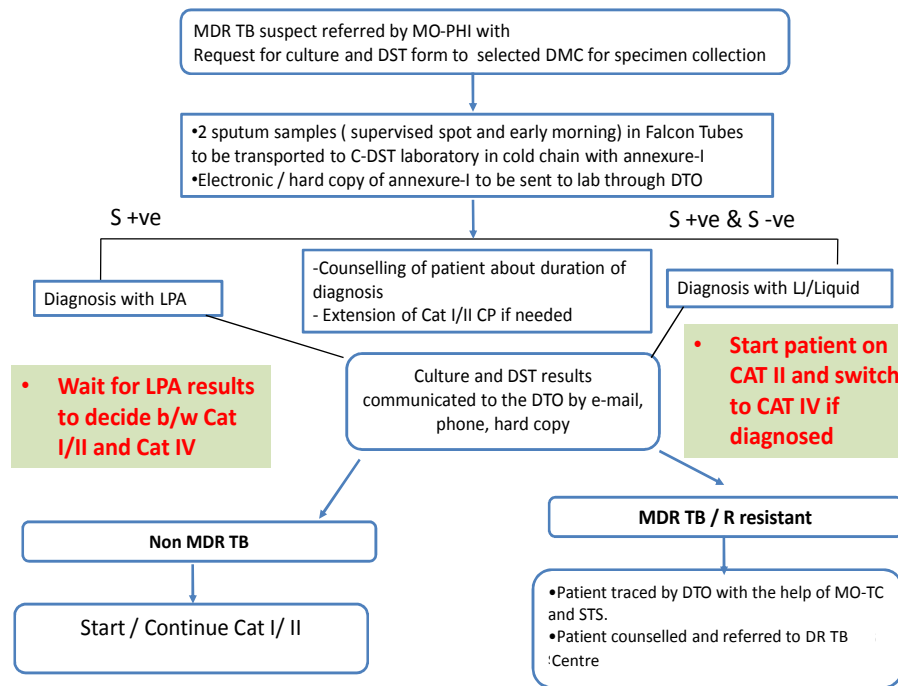 MDR TB suspect referred by MO-PHI with
Request for culture and DST form to selected DMC for specimen collection
•2 sputum samples ( supervised spot and early morning) in Falcon Tubes
to be transported to C-DST laboratory in cold chain with annexure-I
•Electronic / hard copy of annexure-I to be sent to lab through DTO
S +ve
S +ve & S -ve
-Counselling of patient about duration of
diagnosis
- Extension of Cat I/II CP if needed
Diagnosis with LPA
Diagnosis with LJ/Liquid
• Wait for LPA results
to decide b/w Cat
I/II and Cat IV
Culture and DST results
communicated to the DTO by e-mail,
phone, hard copy
• Start patient on
CAT II and switch
to CAT IV if
diagnosed
Non MDR TB
MDR TB / R resistant
Start / Continue Cat I/ II
•Patient traced by DTO with the help of MO-TC
and STS.
•Patient counselled and referred to DR TB
Centre